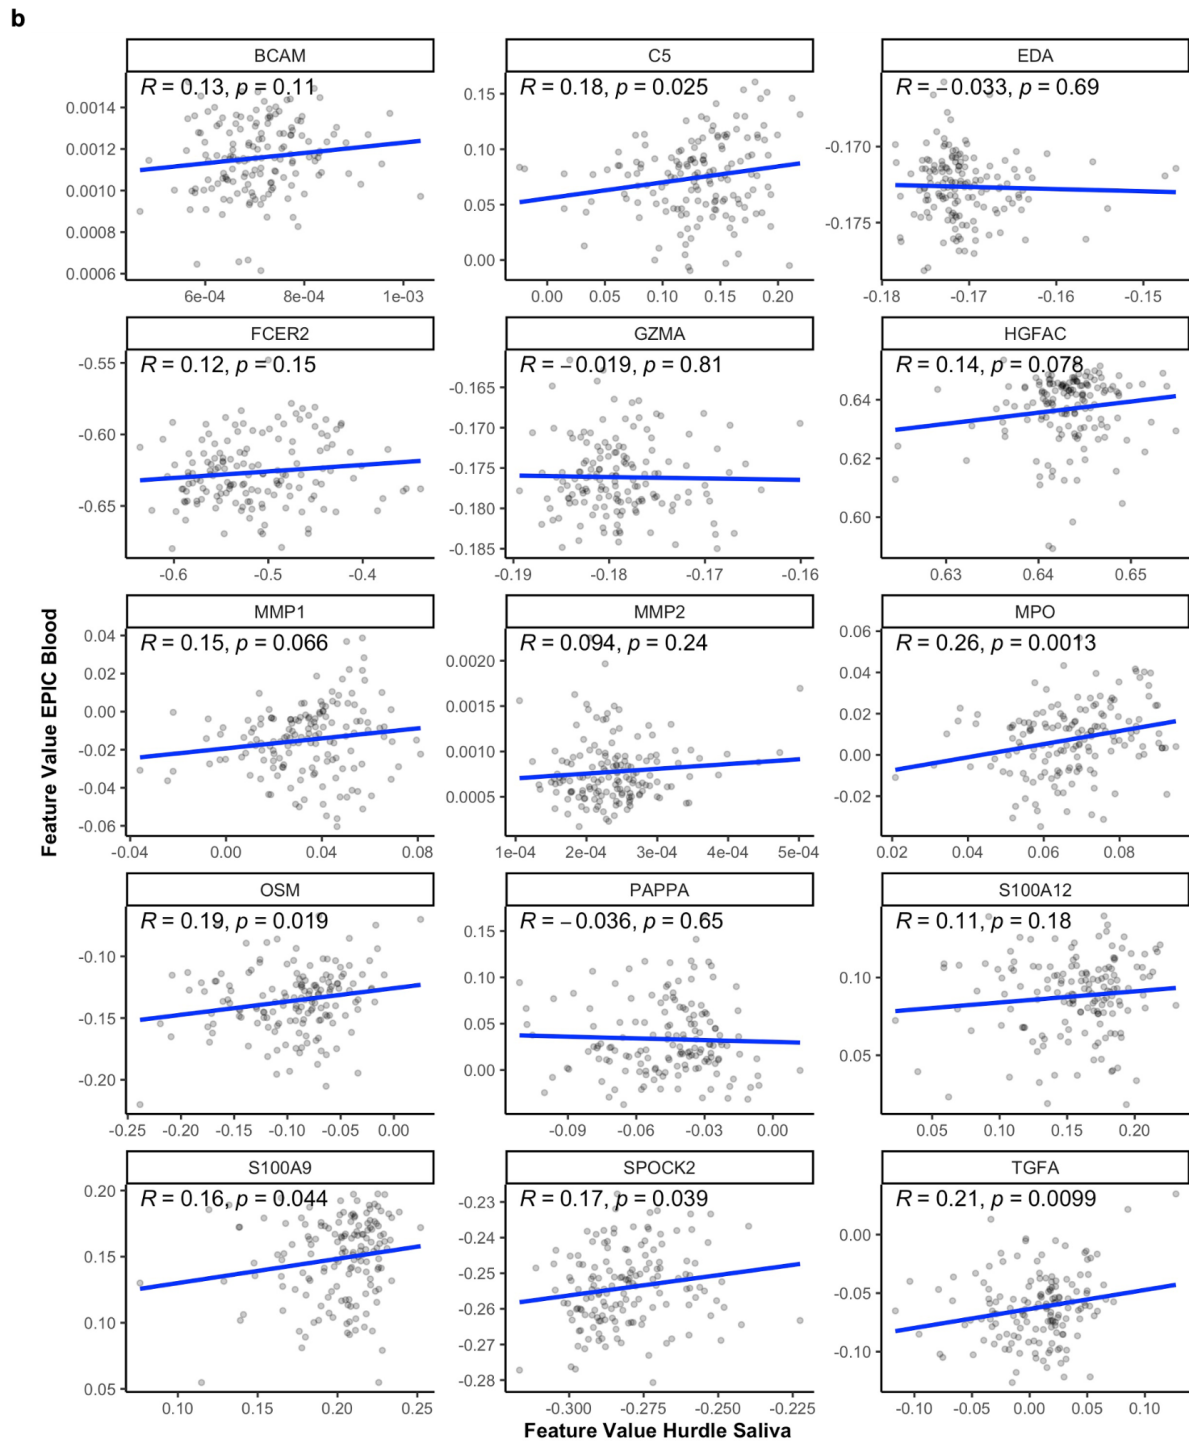 b
BCAM
R = 0.13, p = 0.11
0.0014
0.0012
0.0010
0.0008
0.0006
6e-04 8e-04 1e-03
C5
R = 0.18, p = 0.025
0.15
0.10
0.05
0.00
0.00 0.05 0.10 0.15 0.20
EDA
R = -0.033, p = 0.69
-0.170
-0.175
-0.18 -0.17 -0.16 -0.15
FCER2
R = 0.12, p = 0.15
-0.55
-0.60
-0.65
-0.6 -0.5 -0.4
GZMA
R = -0.019, p = 0.81
-0.165
-0.170
-0.175
-0.180
-0.185
-0.19 -0.18 -0.17 -0.16
HGFAC
R = 0.14, p = 0.078
0.64
0.62
0.60
0.63 0.64 0.65
Feature Value EPIC Blood
MMP1
R = 0.15, p = 0.066
0.04
0.02
0.00
-0.02
-0.04
-0.06
-0.04 0.00 0.04 0.08
MMP2
R = 0.094, p = 0.24
0.0020
0.0015
0.0010
0.0005
1e-04 2e-04 3e-04 4e-04 5e-04
MPO
R = 0.26, p = 0.0013
0.06
0.04
0.02
0.00
-0.02
0.02 0.04 0.06 0.08
OSM
R = 0.19, p = 0.019
-0.10
-0.15
-0.20
-0.25 -0.20 -0.15 -0.10 -0.05 0.00
PAPPA
R = -0.036, p = 0.65
0.15
0.10
0.05
0.00
-0.09 -0.06 -0.03 0.00
S100A12
R = 0.11, p = 0.18
0.10
0.05
0.05 0.10 0.15 0.20
S100A9
R = 0.16, p = 0.044
0.20
0.15
0.10
0.05
0.10 0.15 0.20 0.25
SPOCK2
R = 0.17, p = 0.039
-0.23
-0.24
-0.25
-0.26
-0.27
-0.28
-0.300 -0.275 -0.250 -0.225
TGFA
R = 0.21, p = 0.0099
0.00
-0.05
-0.10
-0.10 -0.05 0.00 0.05 0.10
Feature Value Hurdle Saliva